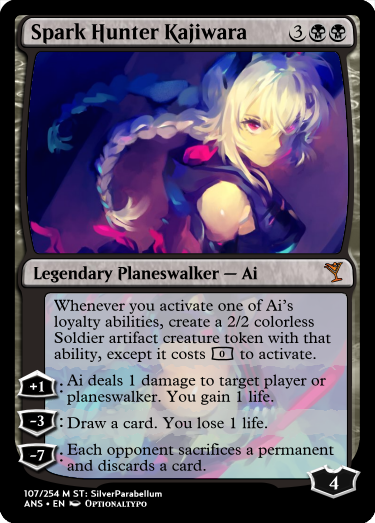 Spark Hunter Kajiwara 3
Legendary Planeswalker — Ai
Whenever you activate one of Ai's
loyalty abilities, create a 2/2 colorless
Soldier artifact creature token with that
ability, except it costs 0 to activate.
+1: Ai deals 1 damage to target player or
planeswalker. You gain 1 life.
-3: Draw a card. You lose 1 life.
-7: Each opponent sacrifices a permanent
and discards a card.
4
107/254 M ST: SilverParabellum
ANS • EN OptionalTypo